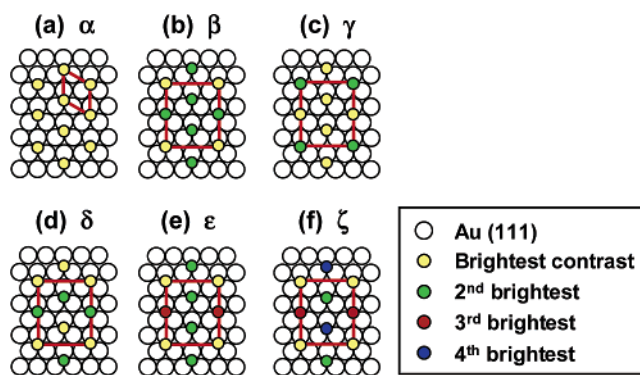 (a) α
(b) β
(c) γ
(d) δ
(e) ε
(f) ζ
Au (111)
Brightest contrast
2nd brightest
3rd brightest
4th brightest